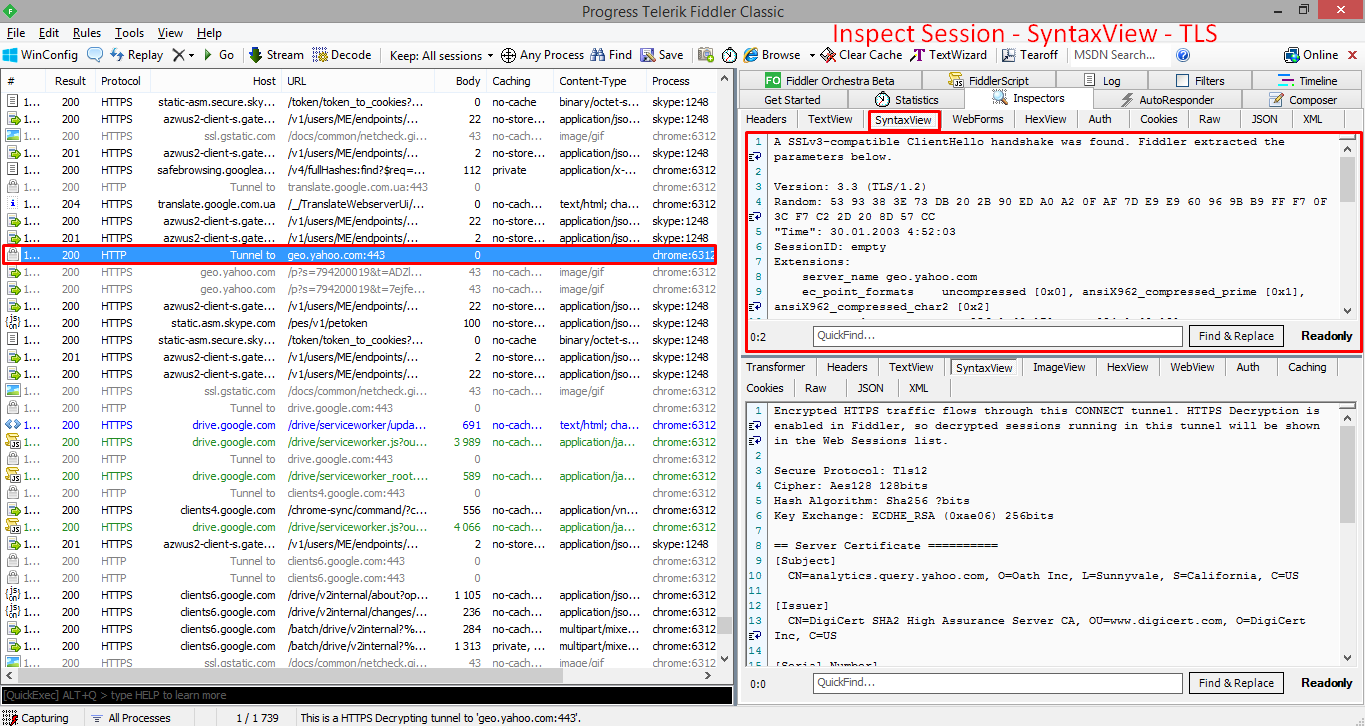 Progress Telerik Fiddler Classic
File Edit Rules Tools View Help
Inspect Session - SyntaxView - TLS
WinConfig Replay Go Stream Decode Keep: All sessions Any Process Find Save Browse Clear Cache TextWizard Tearoff MSDN Search... Online
# Result Protocol Host URL Body Caching Content-Type Process
1... 200 HTTPS static-asm.secure.sky... /token/token_to_cookies?... 0 no-cache binary/octet-s... skype:1248
1... 200 HTTPS azwus2-client-s.gate... /v1/users/ME/endpoints/... 22 no-store... application/jso... skype:1248
1... 200 HTTPS ssl.gstatic.com /docs/common/netcheck.gi... 43 no-cach... image/gif chrome:6312
1... 201 HTTPS azwus2-client-s.gate... /v1/users/ME/endpoints/... 2 no-store... application/jso... skype:1248
1... 200 HTTPS safebrowsing.googlea... /v4/fullHashes:find?$req=... 112 private application/x-... chrome:6312
1... 200 HTTP Tunnel to translate.google.com.ua:443 0 chrome:6312
1... 204 HTTPS translate.google.com.ua /_/TranslateWebserverUi/... 0 no-cach... text/html; cha... chrome:6312
1... 201 HTTPS azwus2-client-s.gate... /v1/users/ME/endpoints/... 22 no-store... application/jso... skype:1248
1... 201 HTTPS azwus2-client-s.gate... /v1/users/ME/endpoints/... 2 no-store... application/jso... skype:1248
1... 200 HTTP Tunnel to geo.yahoo.com:443 0 chrome:6312
1... 200 HTTPS geo.yahoo.com /p?s=794200019&t=ADZl... 43 no-cach... image/gif chrome:6312
1... 200 HTTPS geo.yahoo.com /p?s=794200019&t=7ejfe... 43 no-cach... image/gif chrome:6312
1... 200 HTTPS azwus2-client-s.gate... /v1/users/ME/endpoints/... 22 no-store... application/jso... skype:1248
1... 200 HTTPS static.asm.skype.com /pes/v1/petoken 100 no-store... application/jso... skype:1248
1... 200 HTTPS static-asm.secure.sky... /token/token_to_cookies?... 0 no-cache binary/octet-s... skype:1248
1... 201 HTTPS azwus2-client-s.gate... /v1/users/ME/endpoints/... 2 no-store... application/jso... skype:1248
1... 200 HTTPS azwus2-client-s.gate... /v1/users/ME/endpoints/... 22 no-store... application/jso... skype:1248
1... 200 HTTPS ssl.gstatic.com /docs/common/netcheck.gi... 43 no-cach... image/gif chrome:6312
1... 200 HTTP Tunnel to drive.google.com:443 0 chrome:6312
1... 200 HTTPS drive.google.com /drive/serviceworker/upda... 691 no-cach... text/html; cha... chrome:6312
1... 200 HTTPS drive.google.com /drive/serviceworker.js?ou... 3 989 no-cach... application/ja... chrome:6312
1... 200 HTTP Tunnel to drive.google.com:443 0 chrome:6312
1... 200 HTTPS drive.google.com /drive/serviceworker_root... 589 no-cach... application/ja... chrome:6312
1... 200 HTTP Tunnel to clients4.google.com:443 0 chrome:6312
1... 200 HTTPS clients4.google.com /chrome-sync/command/?c... 556 no-cach... application/vn... chrome:6312
1... 200 HTTPS drive.google.com /drive/serviceworker.js?ou... 4 066 no-cach... application/ja... chrome:6312
1... 201 HTTPS azwus2-client-s.gate... /v1/users/ME/endpoints/... 2 no-store... application/jso... skype:1248
1... 200 HTTP Tunnel to clients6.google.com:443 0 chrome:6312
1... 200 HTTP Tunnel to clients6.google.com:443 0 chrome:6312
1... 200 HTTPS clients6.google.com /drive/v2internal/about?op... 1 105 no-cach... application/jso... chrome:6312
1... 200 HTTPS clients6.google.com /drive/v2internal/changes/... 236 no-cach... application/jso... chrome:6312
1... 200 HTTPS clients6.google.com /batch/drive/v2internal?%... 284 no-cach... multipart/mixe... chrome:6312
1... 200 HTTPS clients6.google.com /batch/drive/v2internal?%... 1 313 private, ... multipart/mixe... chrome:6312
1... 200 HTTPS ssl.gstatic.com /docs/common/netcheck.gi... 43 no-cach... image/gif chrome:6312
[QuickExec] ALT+Q > type HELP to learn more
Capturing All Processes 1 / 1 739 This is a HTTPS Decrypting tunnel to 'geo.yahoo.com:443'.
FO Fiddler Orchestra Beta FiddlerScript Log Filters Timeline
Get Started Statistics Inspectors AutoResponder Composer
Headers TextView SyntaxView WebForms HexView Auth Cookies Raw JSON XML
1 A SSLv3-compatible ClientHello handshake was found. Fiddler extracted the
parameters below.
2
3 Version: 3.3 (TLS/1.2)
4 Random: 53 93 38 3E 73 DB 20 2B 90 ED A0 A2 0F AF 7D E9 E9 60 96 9B B9 FF F7 0F
3C F7 C2 2D 20 8D 57 CC
5 "Time": 30.01.2003 4:52:03
6 SessionID: empty
7 Extensions:
8 server_name geo.yahoo.com
9 ec_point_formats uncompressed [0x0], ansiX962_compressed_prime [0x1],
ansiX962_compressed_char2 [0x2]
0:2 QuickFind... Find & Replace Readonly
Transformer Headers TextView SyntaxView ImageView HexView WebView Auth Caching
Cookies Raw JSON XML
1 Encrypted HTTPS traffic flows through this CONNECT tunnel. HTTPS Decryption is
enabled in Fiddler, so decrypted sessions running in this tunnel will be shown
in the Web Sessions list.
2
3 Secure Protocol: Tls12
4 Cipher: Aes128 128bits
5 Hash Algorithm: Sha256 ?bits
6 Key Exchange: ECDHE_RSA (0xae06) 256bits
7
8 == Server Certificate ==========
9 [Subject]
10 CN=analytics.query.yahoo.com, O=Oath Inc, L=Sunnyvale, S=California, C=US
11
12 [Issuer]
13 CN=DigiCert SHA2 High Assurance Server CA, OU=www.digicert.com, O=DigiCert
Inc, C=US
14
15 [Serial Number]
0:0 QuickFind... Find & Replace Readonly